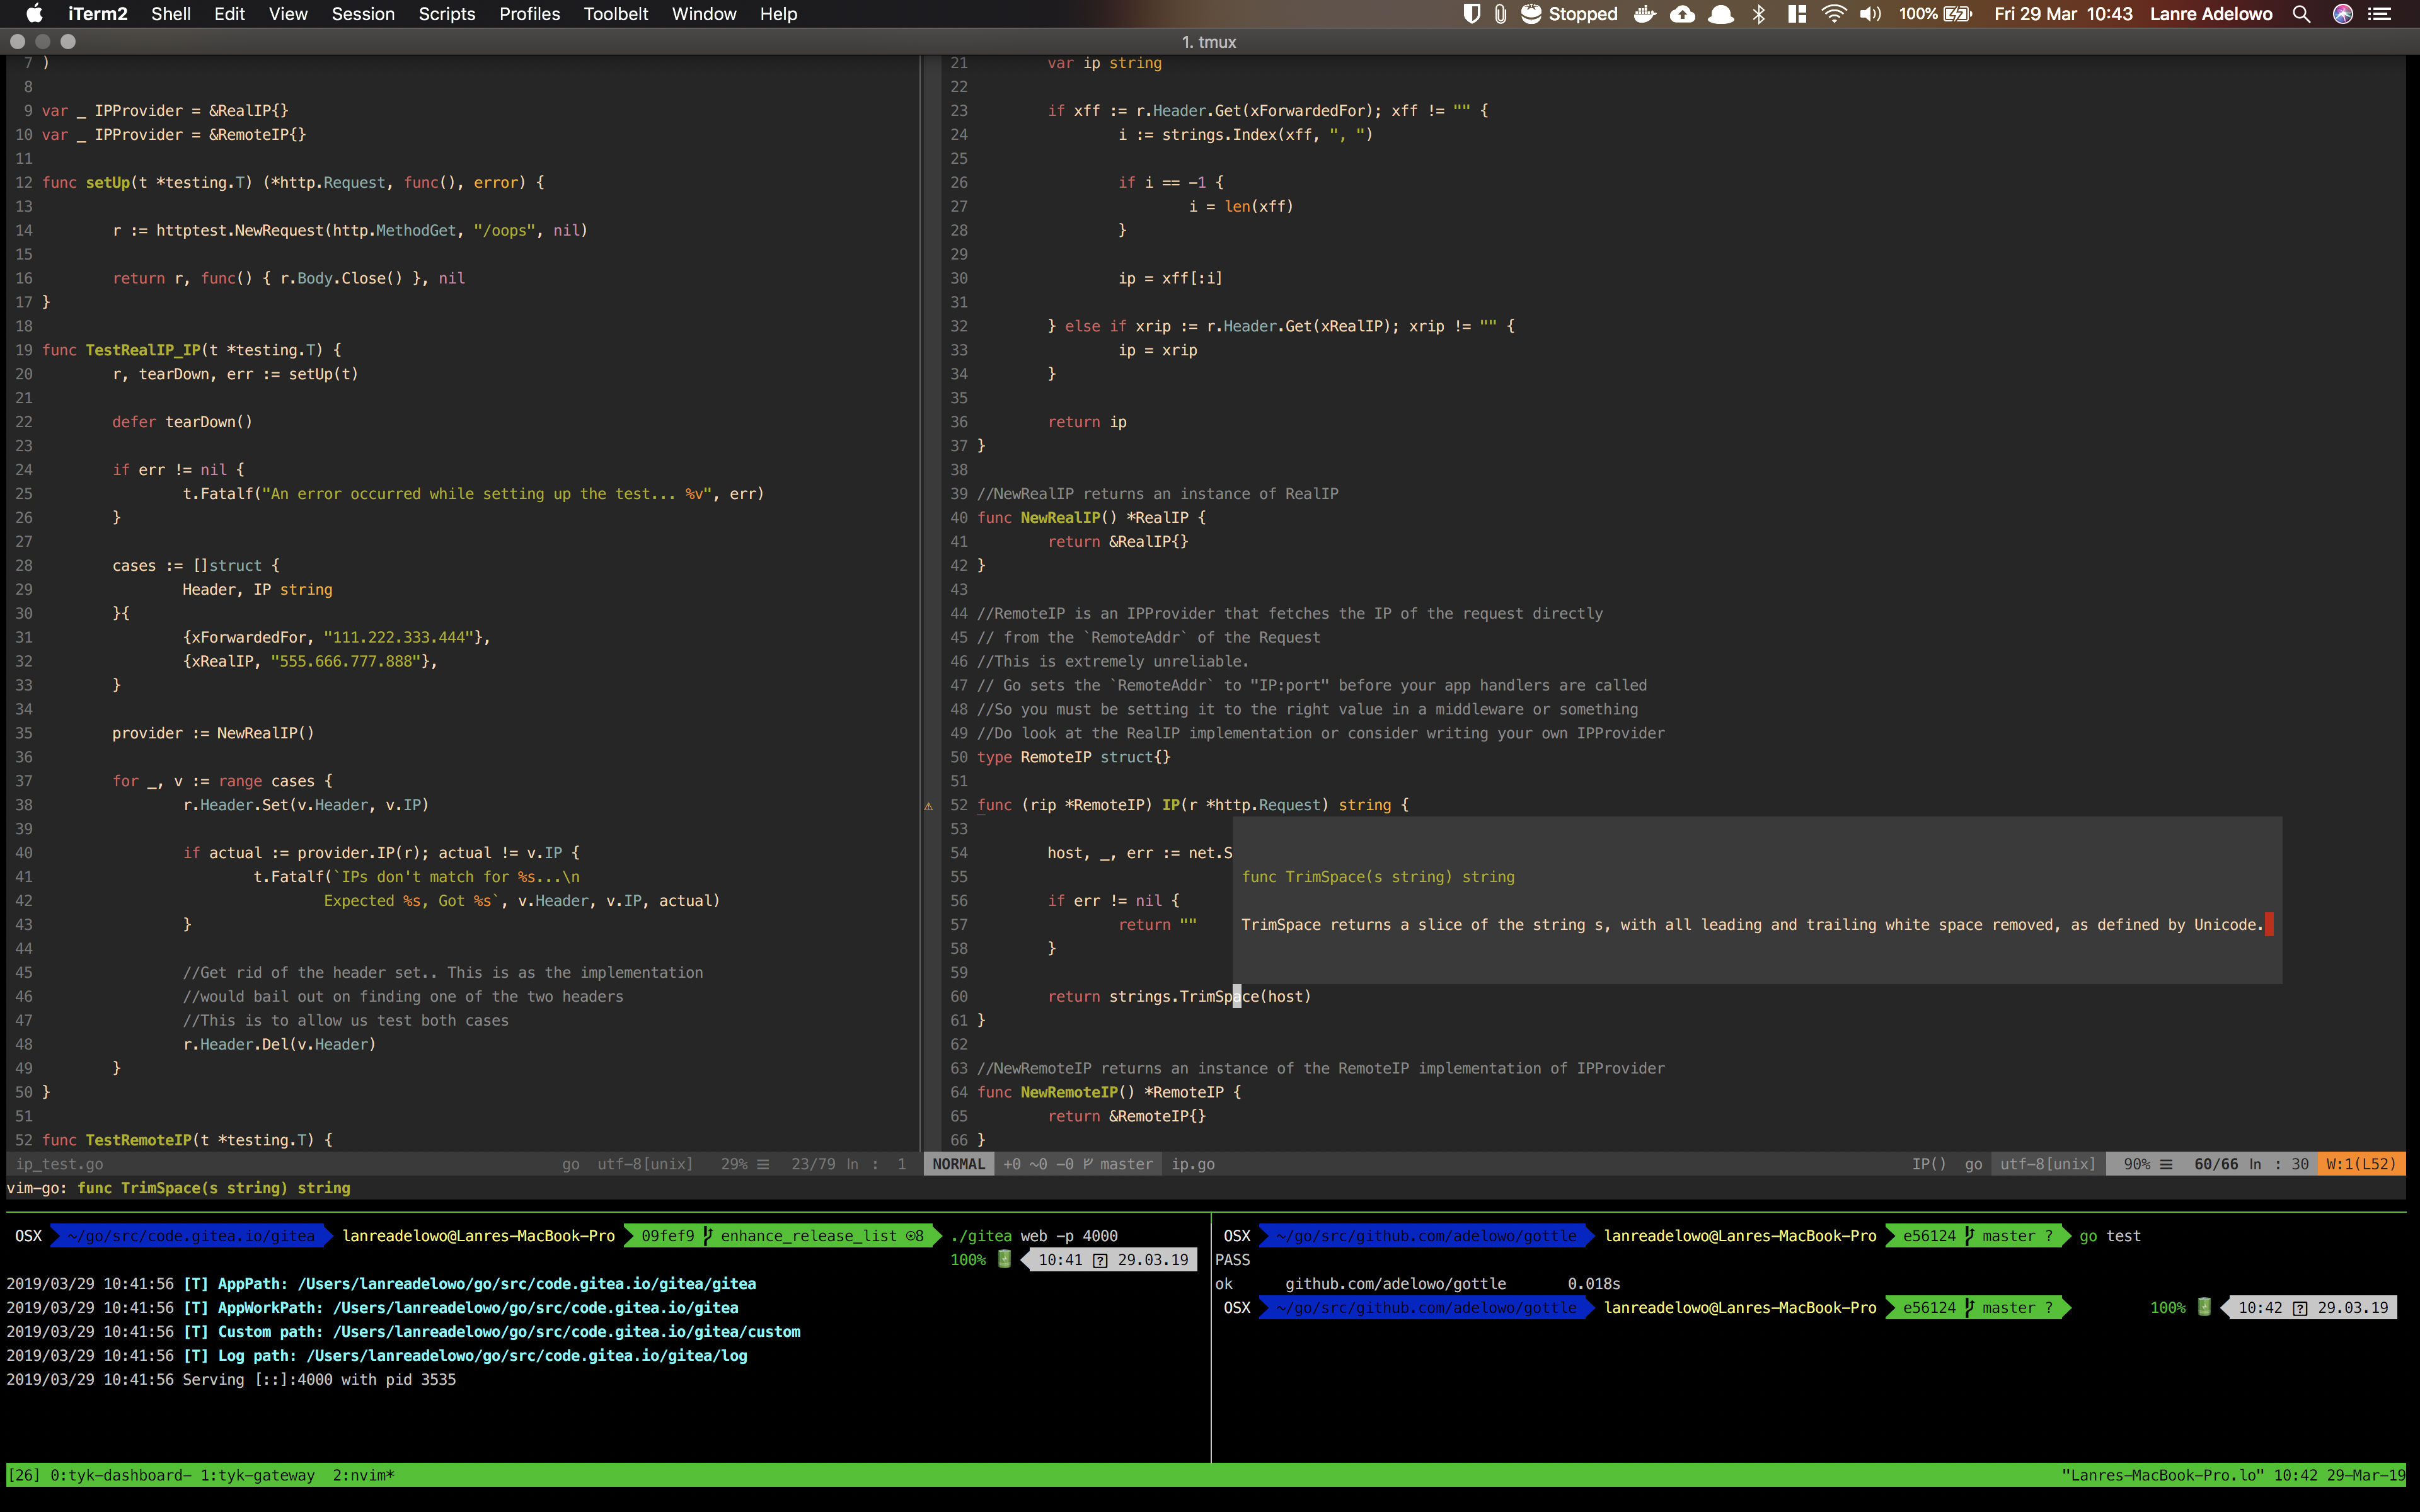 iTerm2 Shell Edit View Session Scripts Profiles Toolbelt Window Help Stopped 100% Fri 29 Mar 10:43 Lanre Adelowo
1. tmux
7 )
8
9 var _ IPProvider = &RealIP{}
10 var _ IPProvider = &RemoteIP{}
11
12 func setUp(t *testing.T) (*http.Request, func(), error) {
13
14 r := httptest.NewRequest(http.MethodGet, "/oops", nil)
15
16 return r, func() { r.Body.Close() }, nil
17 }
18
19 func TestRealIP_IP(t *testing.T) {
20 r, tearDown, err := setUp(t)
21
22 defer tearDown()
23
24 if err != nil {
25 t.Fatalf("An error occurred while setting up the test... %v", err)
26 }
27
28 cases := []struct {
29 Header, IP string
30 }{
31 {xForwardedFor, "111.222.333.444"},
32 {xRealIP, "555.666.777.888"},
33 }
34
35 provider := NewRealIP()
36
37 for _, v := range cases {
38 r.Header.Set(v.Header, v.IP)
39
40 if actual := provider.IP(r); actual != v.IP {
41 t.Fatalf(`IPs don't match for %s...\n
42 Expected %s, Got %s`, v.Header, v.IP, actual)
43 }
44
45 //Get rid of the header set.. This is as the implementation
46 //would bail out on finding one of the two headers
47 //This is to allow us test both cases
48 r.Header.Del(v.Header)
49 }
50 }
51
52 func TestRemoteIP(t *testing.T) {
ip_test.go go utf-8[unix] 29% ☰ 23/79 ln : 1
21 var ip string
22
23 if xff := r.Header.Get(xForwardedFor); xff != "" {
24 i := strings.Index(xff, ", ")
25
26 if i == -1 {
27 i = len(xff)
28 }
29
30 ip = xff[:i]
31
32 } else if xrip := r.Header.Get(xRealIP); xrip != "" {
33 ip = xrip
34 }
35
36 return ip
37 }
38
39 //NewRealIP returns an instance of RealIP
40 func NewRealIP() *RealIP {
41 return &RealIP{}
42 }
43
44 //RemoteIP is an IPProvider that fetches the IP of the request directly
45 // from the `RemoteAddr` of the Request
46 //This is extremely unreliable.
47 // Go sets the `RemoteAddr` to "IP:port" before your app handlers are called
48 //So you must be setting it to the right value in a middleware or something
49 //Do look at the RealIP implementation or consider writing your own IPProvider
50 type RemoteIP struct{}
51
⚠ 52 func (rip *RemoteIP) IP(r *http.Request) string {
53
54 host, _, err := net.S
55 func TrimSpace(s string) string
56 if err != nil {
57 return "" TrimSpace returns a slice of the string s, with all leading and trailing white space removed, as defined by Unicode.
58 }
59
60 return strings.TrimSpace(host)
61 }
62
63 //NewRemoteIP returns an instance of the RemoteIP implementation of IPProvider
64 func NewRemoteIP() *RemoteIP {
65 return &RemoteIP{}
66 }
NORMAL +0 ~0 -0 master ip.go IP() go utf-8[unix] 90% ☰ 60/66 ln : 30 W:1(L52)
vim-go: func TrimSpace(s string) string
OSX ~/go/src/code.gitea.io/gitea lanreadelowo@Lanres-MacBook-Pro 09fef9 enhance_release_list ⊙8 ./gitea web -p 4000
100% 10:41 ? 29.03.19
2019/03/29 10:41:56 [T] AppPath: /Users/lanreadelowo/go/src/code.gitea.io/gitea/gitea
2019/03/29 10:41:56 [T] AppWorkPath: /Users/lanreadelowo/go/src/code.gitea.io/gitea
2019/03/29 10:41:56 [T] Custom path: /Users/lanreadelowo/go/src/code.gitea.io/gitea/custom
2019/03/29 10:41:56 [T] Log path: /Users/lanreadelowo/go/src/code.gitea.io/gitea/log
2019/03/29 10:41:56 Serving [::]:4000 with pid 3535
OSX ~/go/src/github.com/adelowo/gottle lanreadelowo@Lanres-MacBook-Pro e56124 master ? go test
PASS
ok github.com/adelowo/gottle 0.018s
OSX ~/go/src/github.com/adelowo/gottle lanreadelowo@Lanres-MacBook-Pro e56124 master ? 100% 10:42 ? 29.03.19
[26] 0:tyk-dashboard- 1:tyk-gateway 2:nvim* "Lanres-MacBook-Pro.lo" 10:42 29-Mar-19